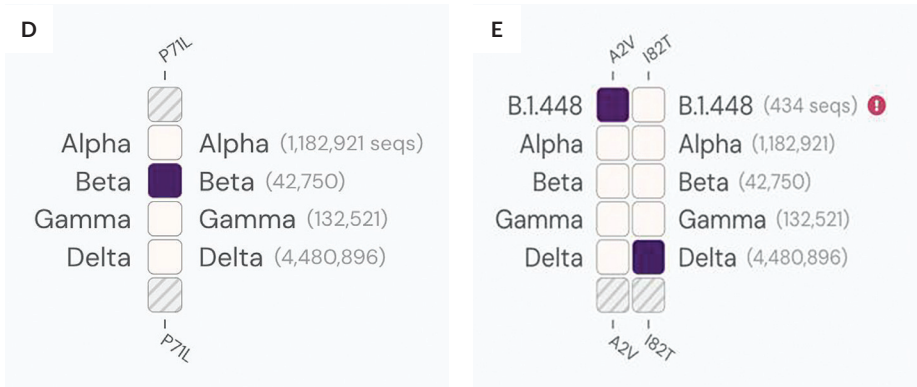 D
P71L
Alpha Alpha (1,182,921 seqs)
Beta Beta (42,750)
Gamma Gamma (132,521)
Delta Delta (4,480,896)
P71L
E
A2V I82T
B.1.448 B.1.448 (434 seqs) !
Alpha Alpha (1,182,921)
Beta Beta (42,750)
Gamma Gamma (132,521)
Delta Delta (4,480,896)
A2V I82T